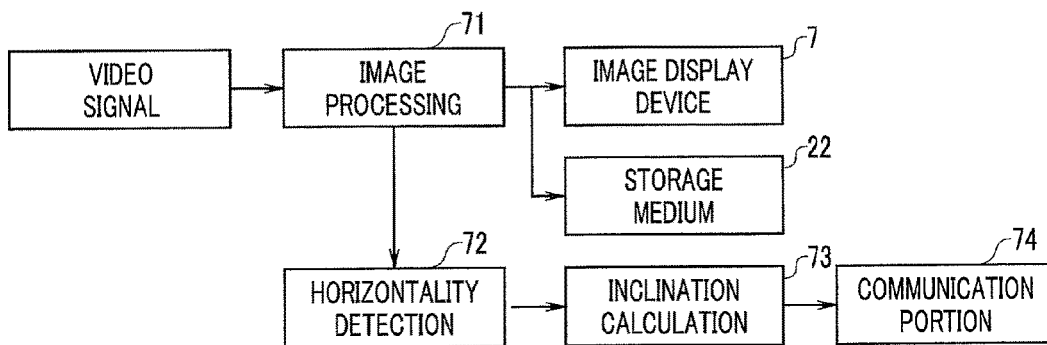 71
7
VIDEO
SIGNAL
IMAGE
PROCESSING
IMAGE DISPLAY
DEVICE
22
STORAGE
MEDIUM
72
73
74
HORIZONTALITY
DETECTION
INCLINATION
CALCULATION
COMMUNICATION
PORTION